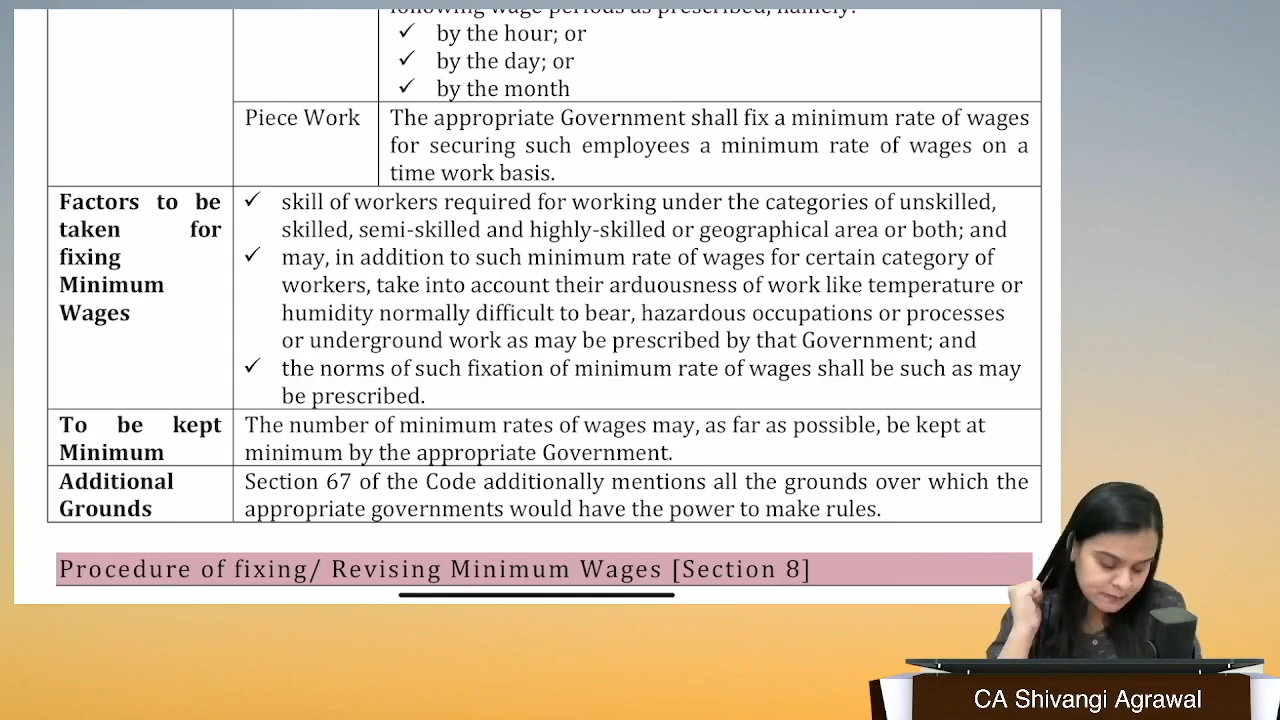 following wage periods as prescribed, namely:
✓ by the hour; or
✓ by the day; or
✓ by the month
Piece Work
The appropriate Government shall fix a minimum rate of wages
for securing such employees a minimum rate of wages on a
time work basis.
Factors to be
taken for
fixing
Minimum
Wages
✓ skill of workers required for working under the categories of unskilled,
skilled, semi-skilled and highly-skilled or geographical area or both; and
✓ may, in addition to such minimum rate of wages for certain category of
workers, take into account their arduousness of work like temperature or
humidity normally difficult to bear, hazardous occupations or processes
or underground work as may be prescribed by that Government; and
✓ the norms of such fixation of minimum rate of wages shall be such as may
be prescribed.
To be kept
Minimum
The number of minimum rates of wages may, as far as possible, be kept at
minimum by the appropriate Government.
Additional
Grounds
Section 67 of the Code additionally mentions all the grounds over which the
appropriate governments would have the power to make rules.
Procedure of fixing/ Revising Minimum Wages [Section 8]
CA Shivangi Agrawal